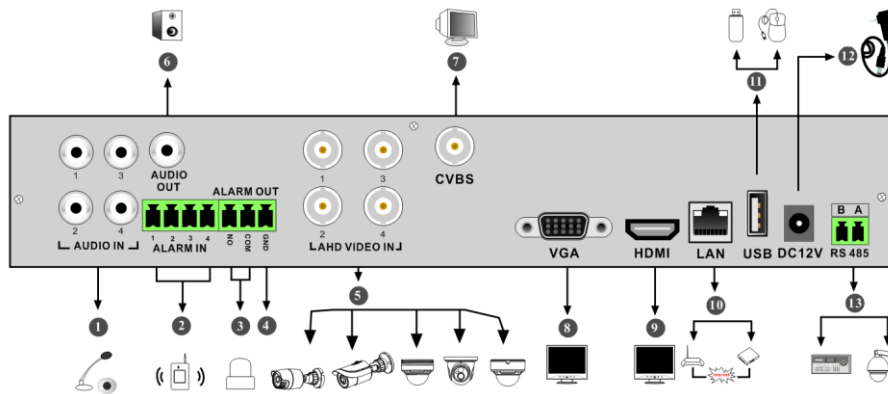 6
7
11
12
1
3
AUDIO
OUT
ALARM OUT
1
3
CVBS
2
4
AUDIO IN
1
2
3
4
ALARM IN
NO
COM
GND
2
4
AHD VIDEO IN
VGA
HDMI
LAN
USB
DC12V
B A
RS 485
1
2
3
4
5
8
9
10
13
Internet